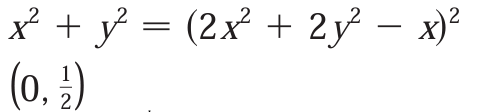 x² + y² = (2x² + 2y² − x)²
(0, ½)